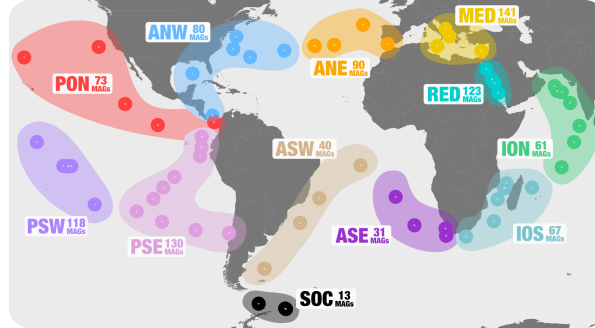 ANW 80 MAGs
MED 141 MAGs
ANE 90 MAGs
PON 73 MAGs
RED 123 MAGs
ION 61 MAGs
ASW 40 MAGs
PSW 118 MAGs
PSE 130 MAGs
ASE 31 MAGs
IOS 67 MAGs
SOC 13 MAGs